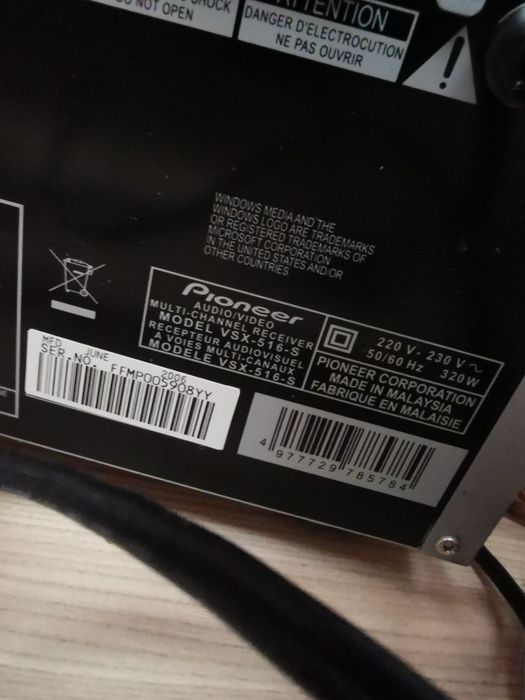 SHOCK
DO NOT OPEN
ATTENTION
DANGER D'ELECTROCUTION
NE PAS OUVRIR
WINDOWS MEDIA AND THE
WINDOWS LOGO ARE TRADEMARKS
OR REGISTERED TRADEMARKS OF
MICROSOFT CORPORATION
IN THE UNITED STATES AND/OR
OTHER COUNTRIES
Pioneer
AUDIO/VIDEO
MULTI-CHANNEL RECEIVER
MODEL VSX-516-S
RECEPTEUR AUDIOVISUEL
A VOIES MULTI-CANAUX
MODELE VSX-516-S
220 V - 230 V ~
50/60 Hz 320W
PIONEER CORPORATION
MADE IN MALAYSIA
FABRIQUE EN MALAISIE
MFD JUNE 2006
SER.NO. FFMP005908YY
4 977729 785784